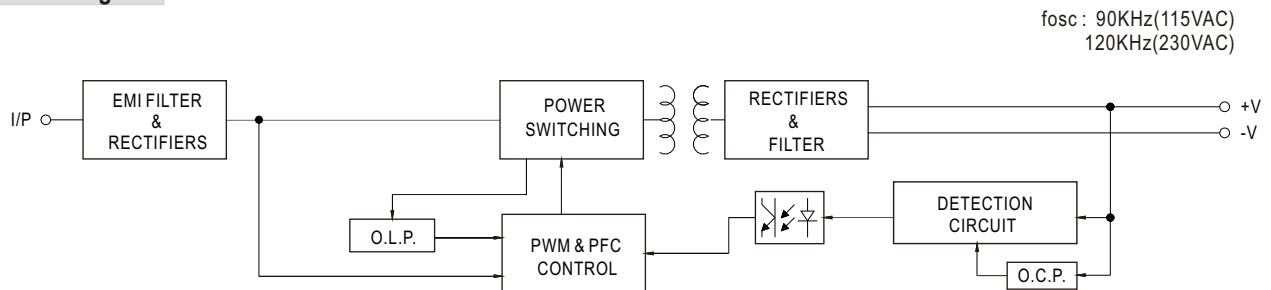 fosc : 90KHz(115VAC)
120KHz(230VAC)
I/P
EMI FILTER
&
RECTIFIERS
POWER
SWITCHING
RECTIFIERS
&
FILTER
+V
-V
O.L.P.
PWM & PFC
CONTROL
DETECTION
CIRCUIT
O.C.P.